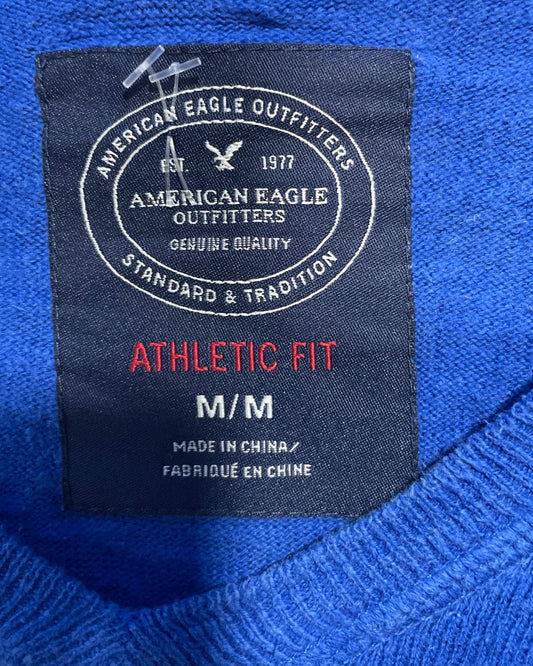 AMERICAN EAGLE OUTFITTERS
EST. 1977
AMERICAN EAGLE
OUTFITTERS
GENUINE QUALITY
STANDARD & TRADITION
ATHLETIC FIT
M/M
MADE IN CHINA/
FABRIQUÉ EN CHINE